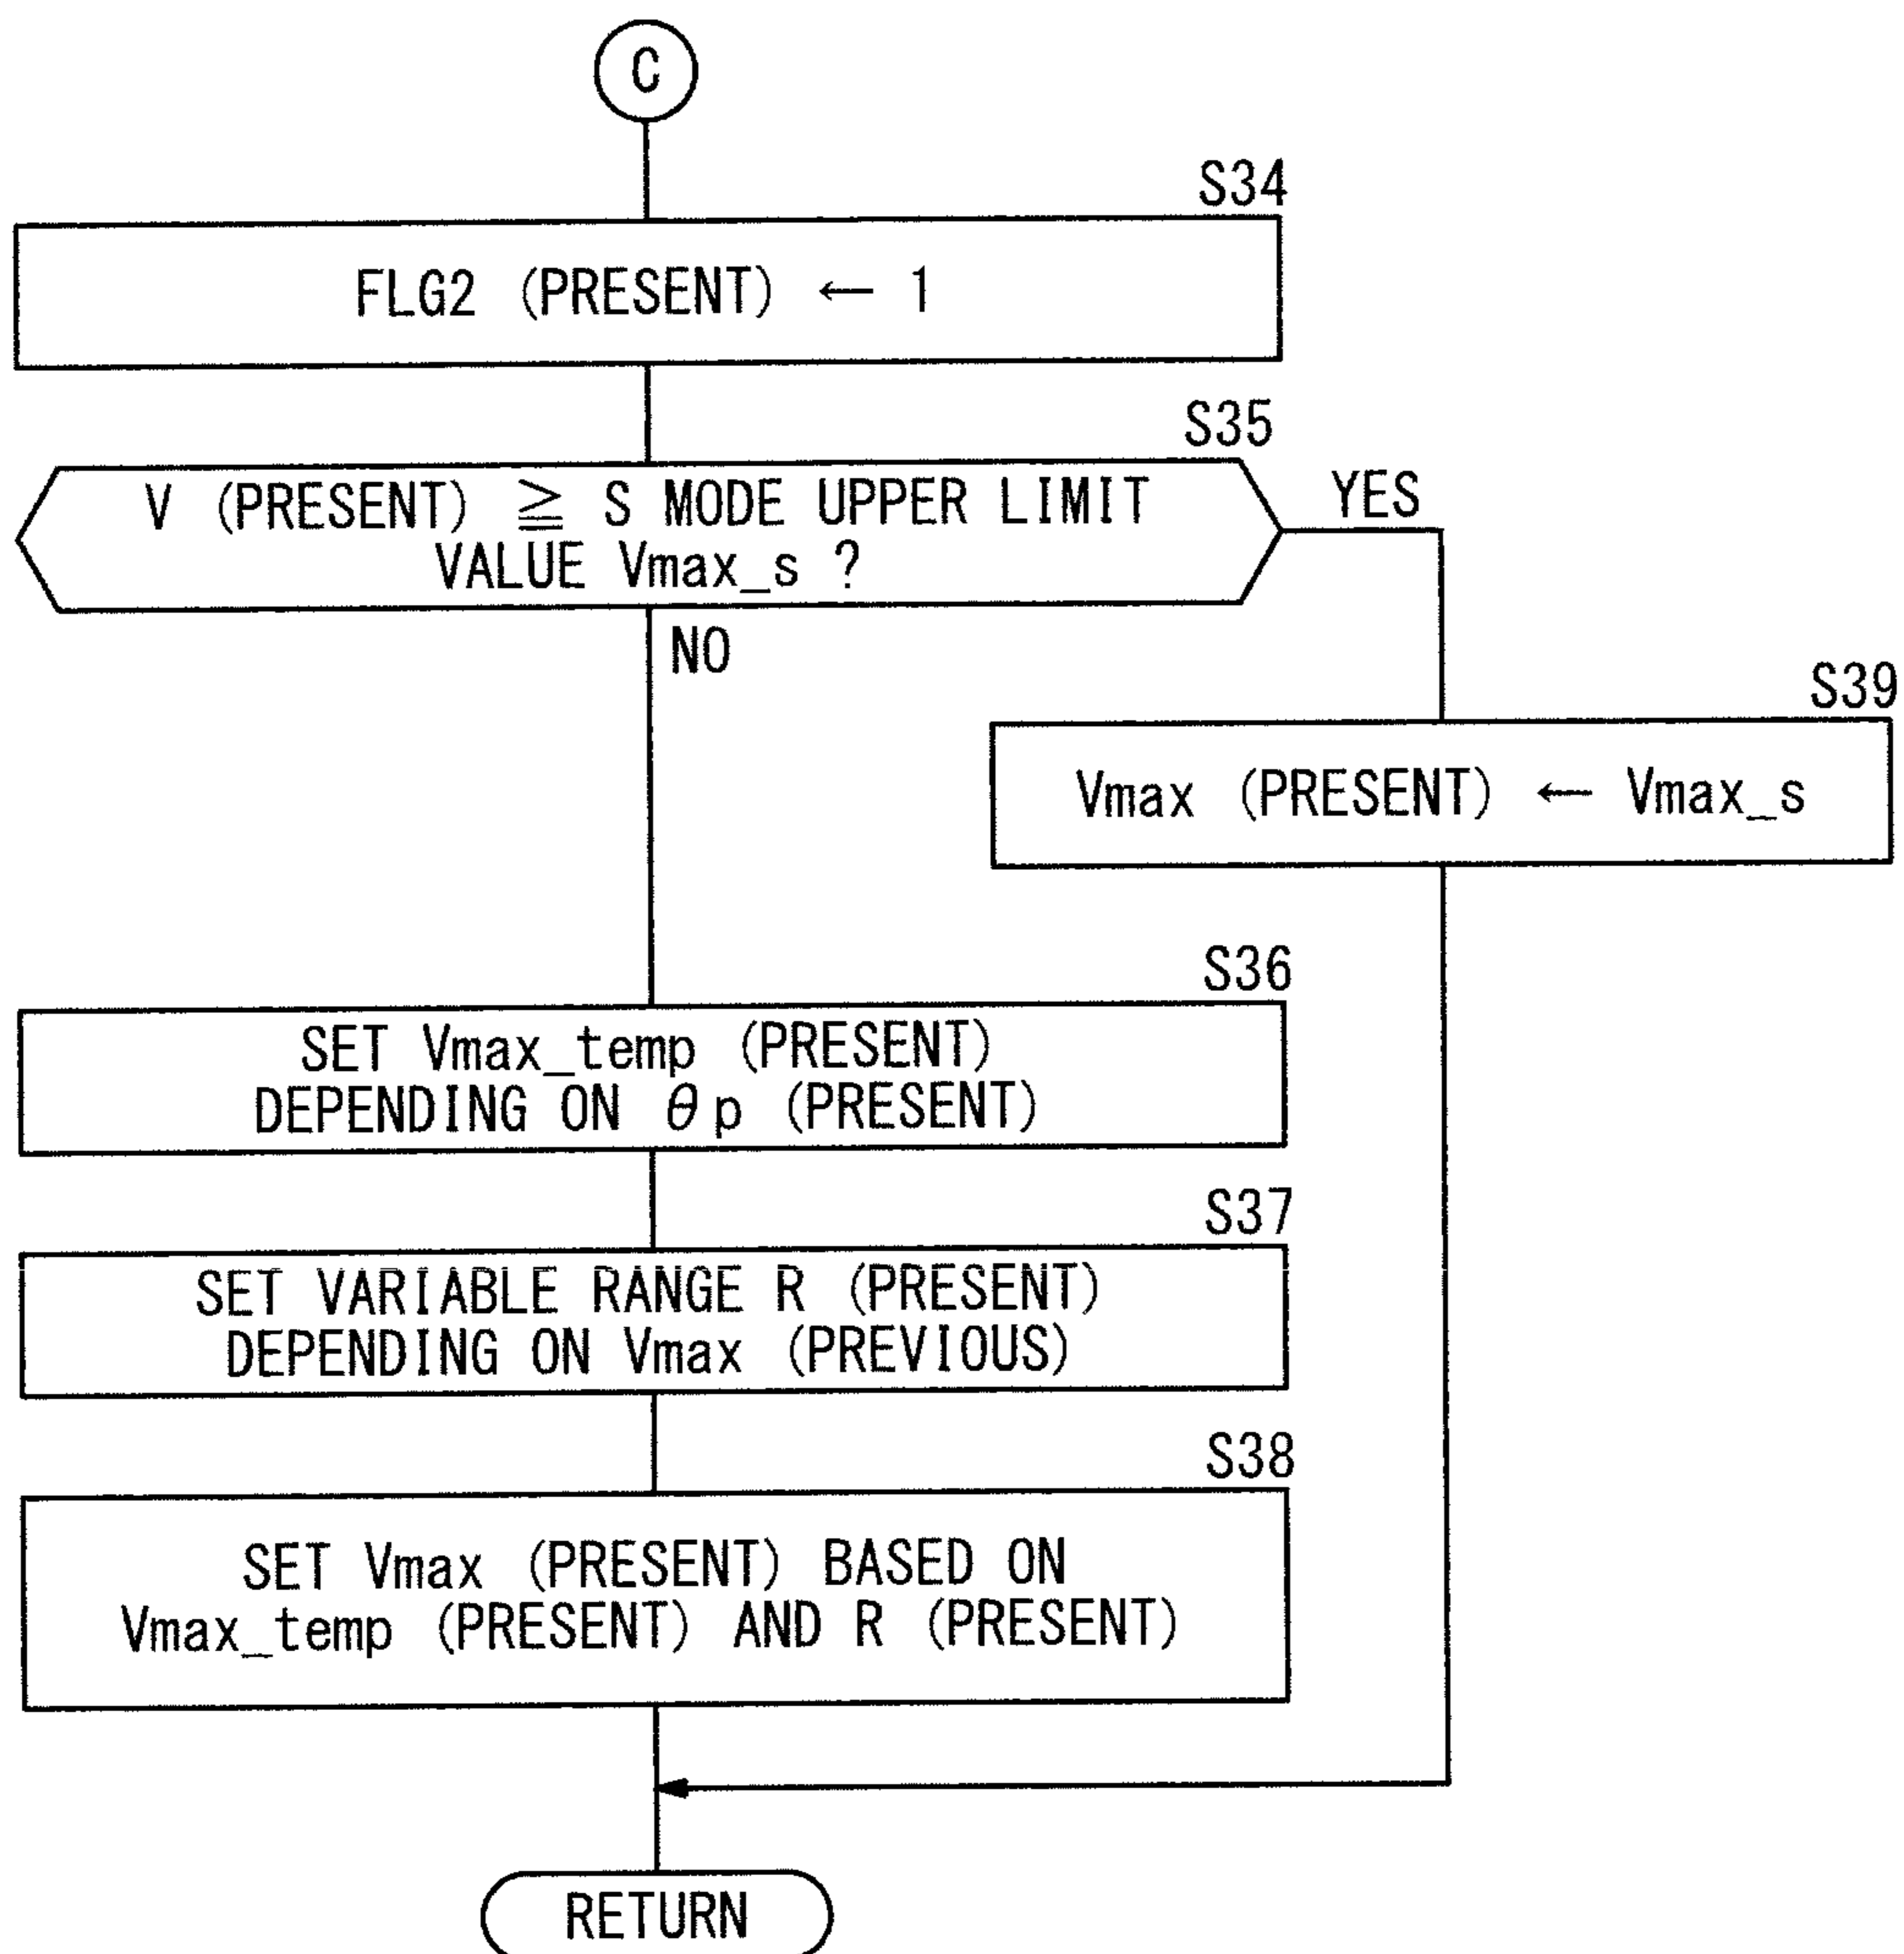 C
S34
FLG2 (PRESENT) ← 1
S35
V (PRESENT) ≧ S MODE UPPER LIMIT
VALUE Vmax_s ?
YES
NO
S39
Vmax (PRESENT) ← Vmax_s
S36
SET Vmax_temp (PRESENT)
DEPENDING ON θp (PRESENT)
S37
SET VARIABLE RANGE R (PRESENT)
DEPENDING ON Vmax (PREVIOUS)
S38
SET Vmax (PRESENT) BASED ON
Vmax_temp (PRESENT) AND R (PRESENT)
RETURN